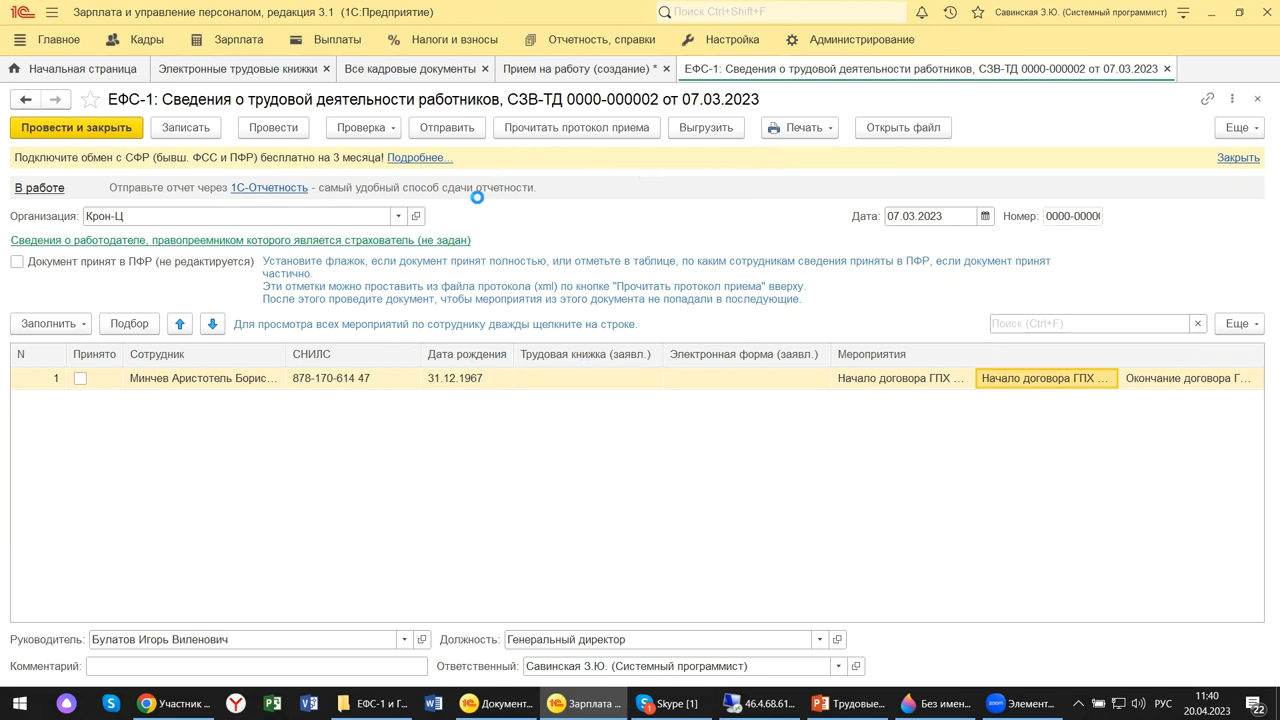 Зарплата и управление персоналом, редакция 3.1 (1С:Предприятие)
Поиск Ctrl+Shift+F
Савинская З.Ю. (Системный программист)
Главное
Кадры
Зарплата
Выплаты
Налоги и взносы
Отчетность, справки
Настройка
Администрирование
Начальная страница
Электронные трудовые книжки
Все кадровые документы
Прием на работу (создание) *
ЕФС-1: Сведения о трудовой деятельности работников, СЗВ-ТД 0000-000002 от 07.03.2023
ЕФС-1: Сведения о трудовой деятельности работников, СЗВ-ТД 0000-000002 от 07.03.2023
Провести и закрыть
Записать
Провести
Проверка
Отправить
Прочитать протокол приема
Выгрузить
Печать
Открыть файл
Еще
Подключите обмен с СФР (бывш. ФСС и ПФР) бесплатно на 3 месяца! Подробнее...
Закрыть
В работе
Отправьте отчет через 1С-Отчетность - самый удобный способ сдачи отчетности.
Организация: Крон-Ц
Дата: 07.03.2023
Номер: 0000-00000
Сведения о работодателе, правопреемником которого является страхователь (не задан)
Документ принят в ПФР (не редактируется)
Установите флажок, если документ принят полностью, или отметьте в таблице, по каким сотрудникам сведения приняты в ПФР, если документ принят
частично.
Эти отметки можно проставить из файла протокола (xml) по кнопке "Прочитать протокол приема" вверху.
После этого проведите документ, чтобы мероприятия из этого документа не попадали в последующие.
Заполнить
Подбор
Для просмотра всех мероприятий по сотруднику дважды щелкните на строке.
Поиск (Ctrl+F)
Еще
N Принято Сотрудник СНИЛС Дата рождения Трудовая книжка (заявл.) Электронная форма (заявл.) Мероприятия
1 Минчев Аристотель Борис... 878-170-614 47 31.12.1967 Начало договора ГПХ ... Начало договора ГПХ ... Окончание договора Г...
Руководитель: Булатов Игорь Виленович
Должность: Генеральный директор
Комментарий:
Ответственный: Савинская З.Ю. (Системный программист)
Участник ...
ЕФС-1 и Г...
Документ...
Зарплата ...
Skype [1]
46.4.68.61...
Трудовые...
Без имен...
Элемент...
РУС
11:40
20.04.2023
22